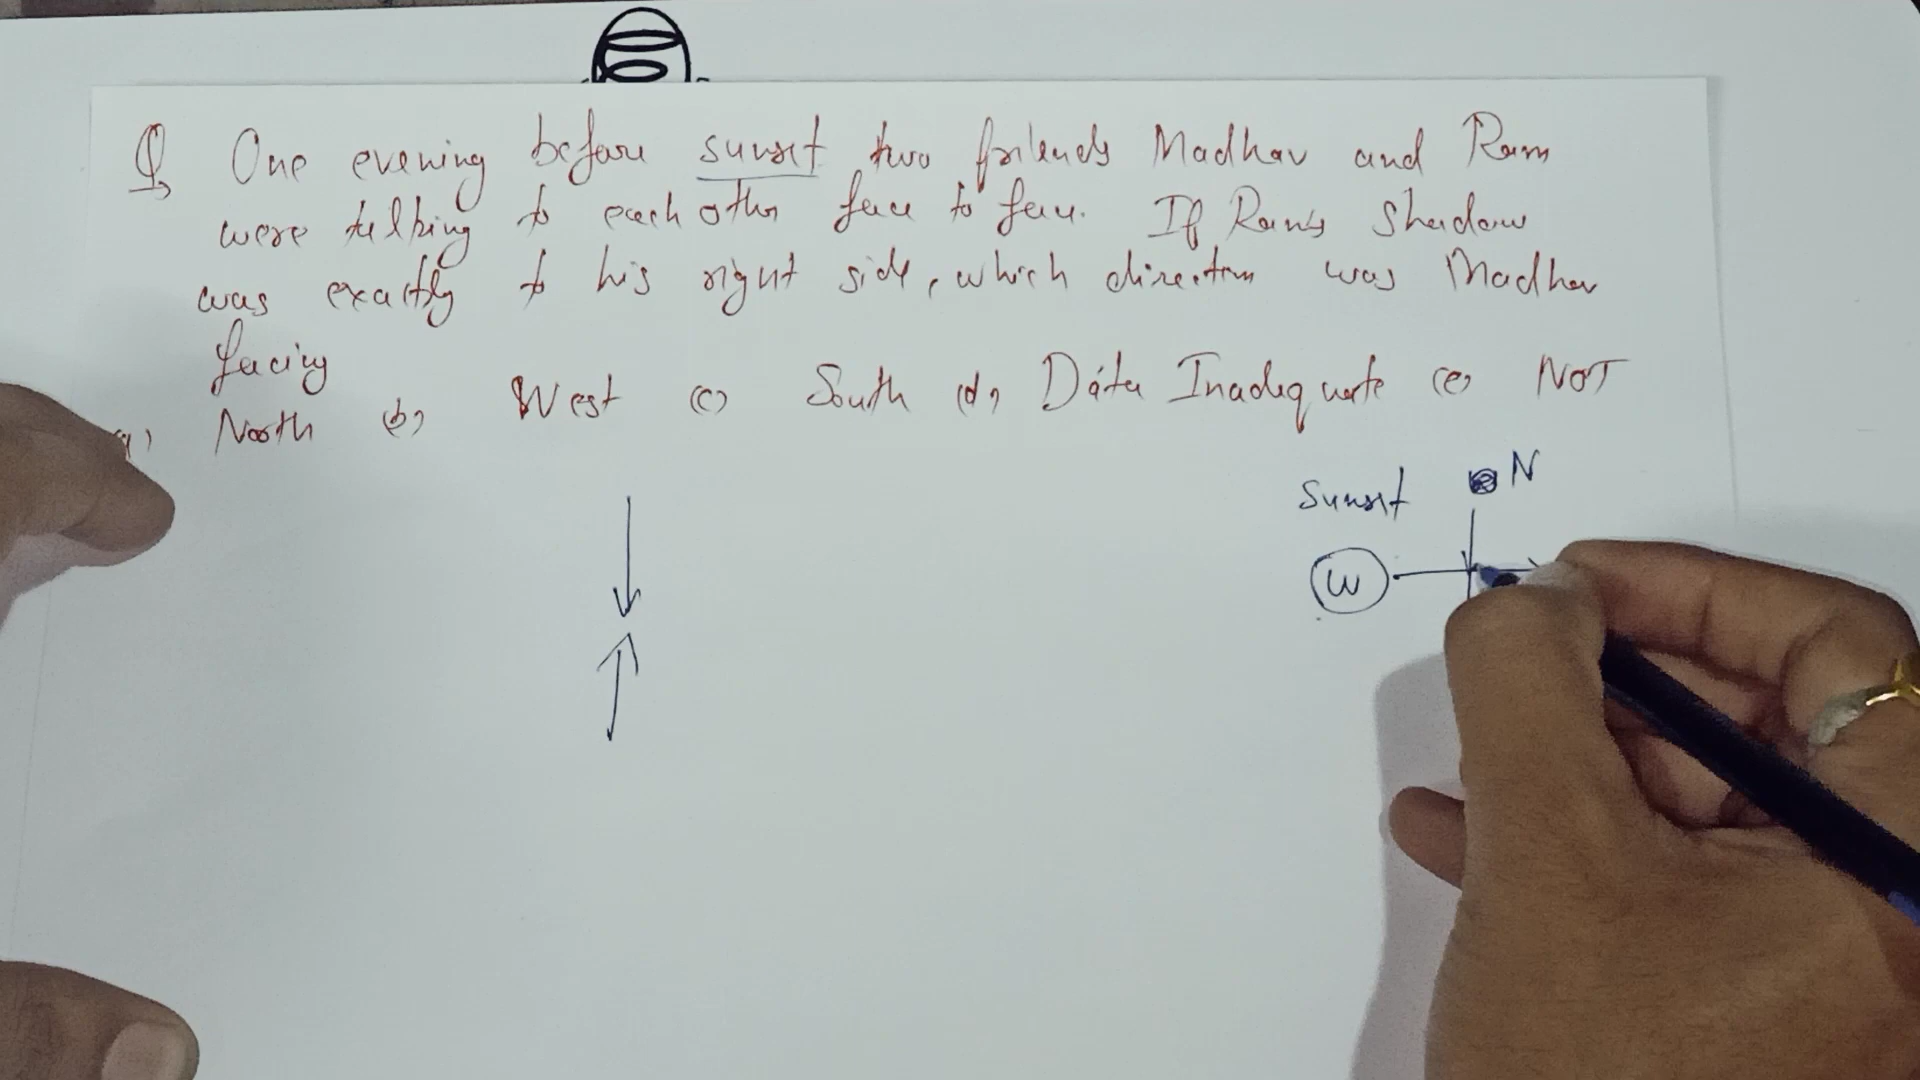 Q, One evening before sunset two friends Madhav and Ram
were talking to each other face to face. If Ram's Shadow
was exactly to his right side, which direction was Madhav
facing
a) North (b) West (c) South (d) Data Inadequate (e) NOT
Sunset N
W